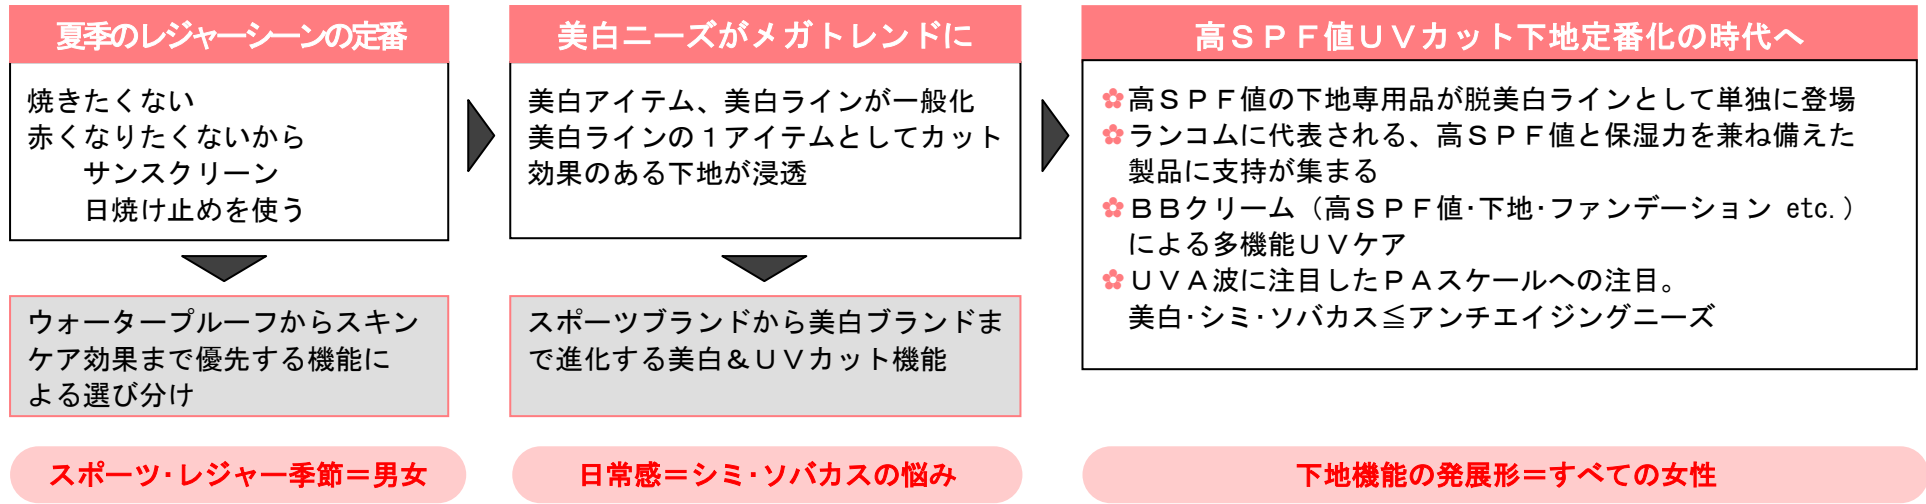 夏季のレジャーシーンの定番
焼きたくない
赤くなりたくないから
サンスクリーン
日焼け止めを使う
ウォータープルーフからスキン
ケア効果まで優先する機能に
よる選び分け
スポーツ・レジャー季節＝男女
美白ニーズがメガトレンドに
美白アイテム、美白ラインが一般化
美白ラインの１アイテムとしてカット
効果のある下地が浸透
スポーツブランドから美白ブランドま
で進化する美白＆ＵＶカット機能
日常感＝シミ・ソバカスの悩み
高ＳＰＦ値ＵＶカット下地定番化の時代へ
高ＳＰＦ値の下地専用品が脱美白ラインとして単独に登場
ランコムに代表される、高ＳＰＦ値と保湿力を兼ね備えた
製品に支持が集まる
ＢＢクリーム（高ＳＰＦ値・下地・ファンデーション etc.）
による多機能ＵＶケア
ＵＶＡ波に注目したＰＡスケールへの注目。
美白・シミ・ソバカス≦アンチエイジングニーズ
下地機能の発展形＝すべての女性